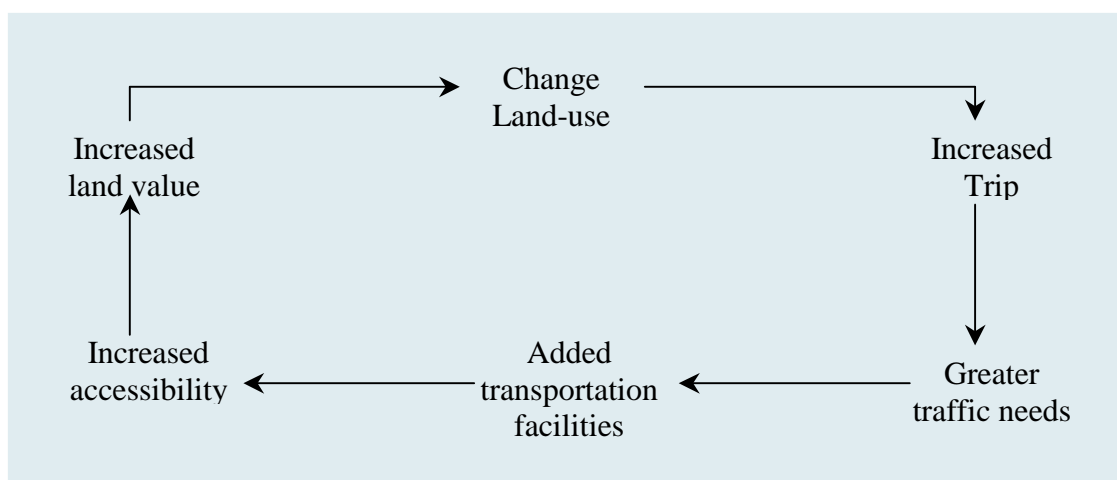 Change
Land-use
Increased
land value
Increased
Trip
Increased
accessibility
Added
transportation
facilities
Greater
traffic needs